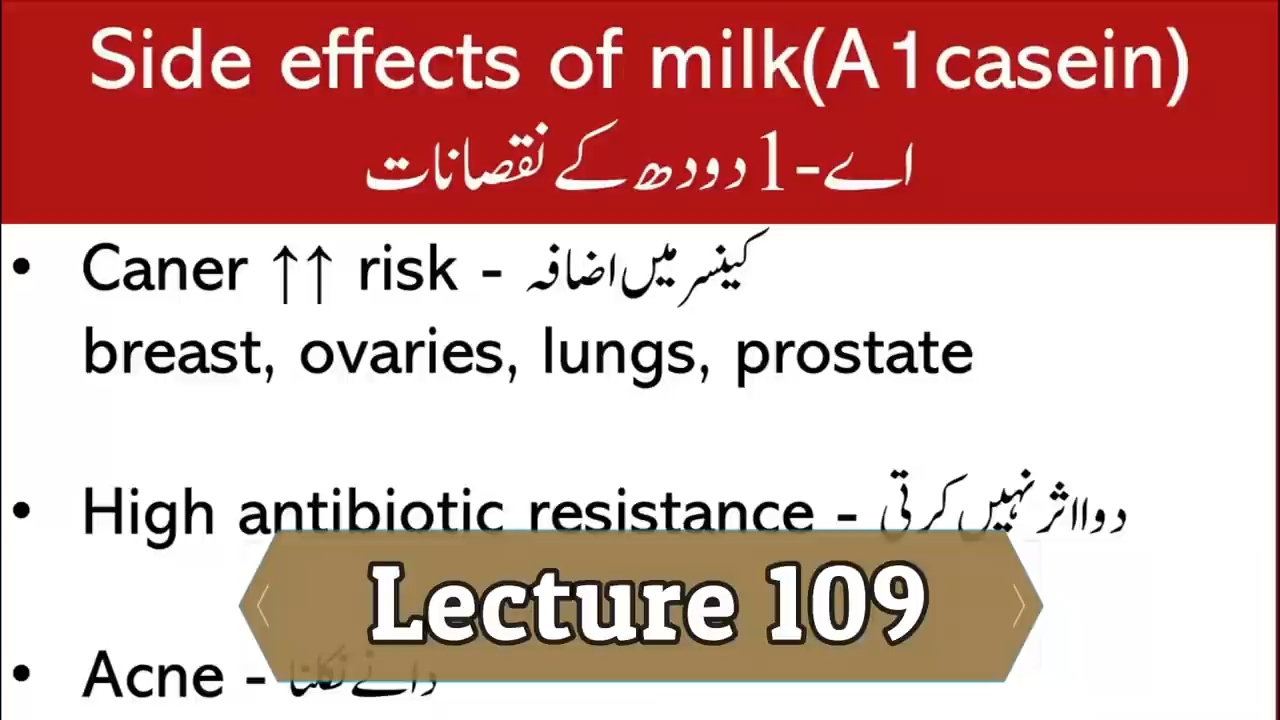 Side effects of milk(A1casein)
اے-1 دودھ کے نقصانات
• Caner ↑↑ risk - کینسر میں اضافہ
breast, ovaries, lungs, prostate
• High antibiotic resistance - دوا اثر نہیں کرتی
Lecture 109
• Acne - دانے نکلنا